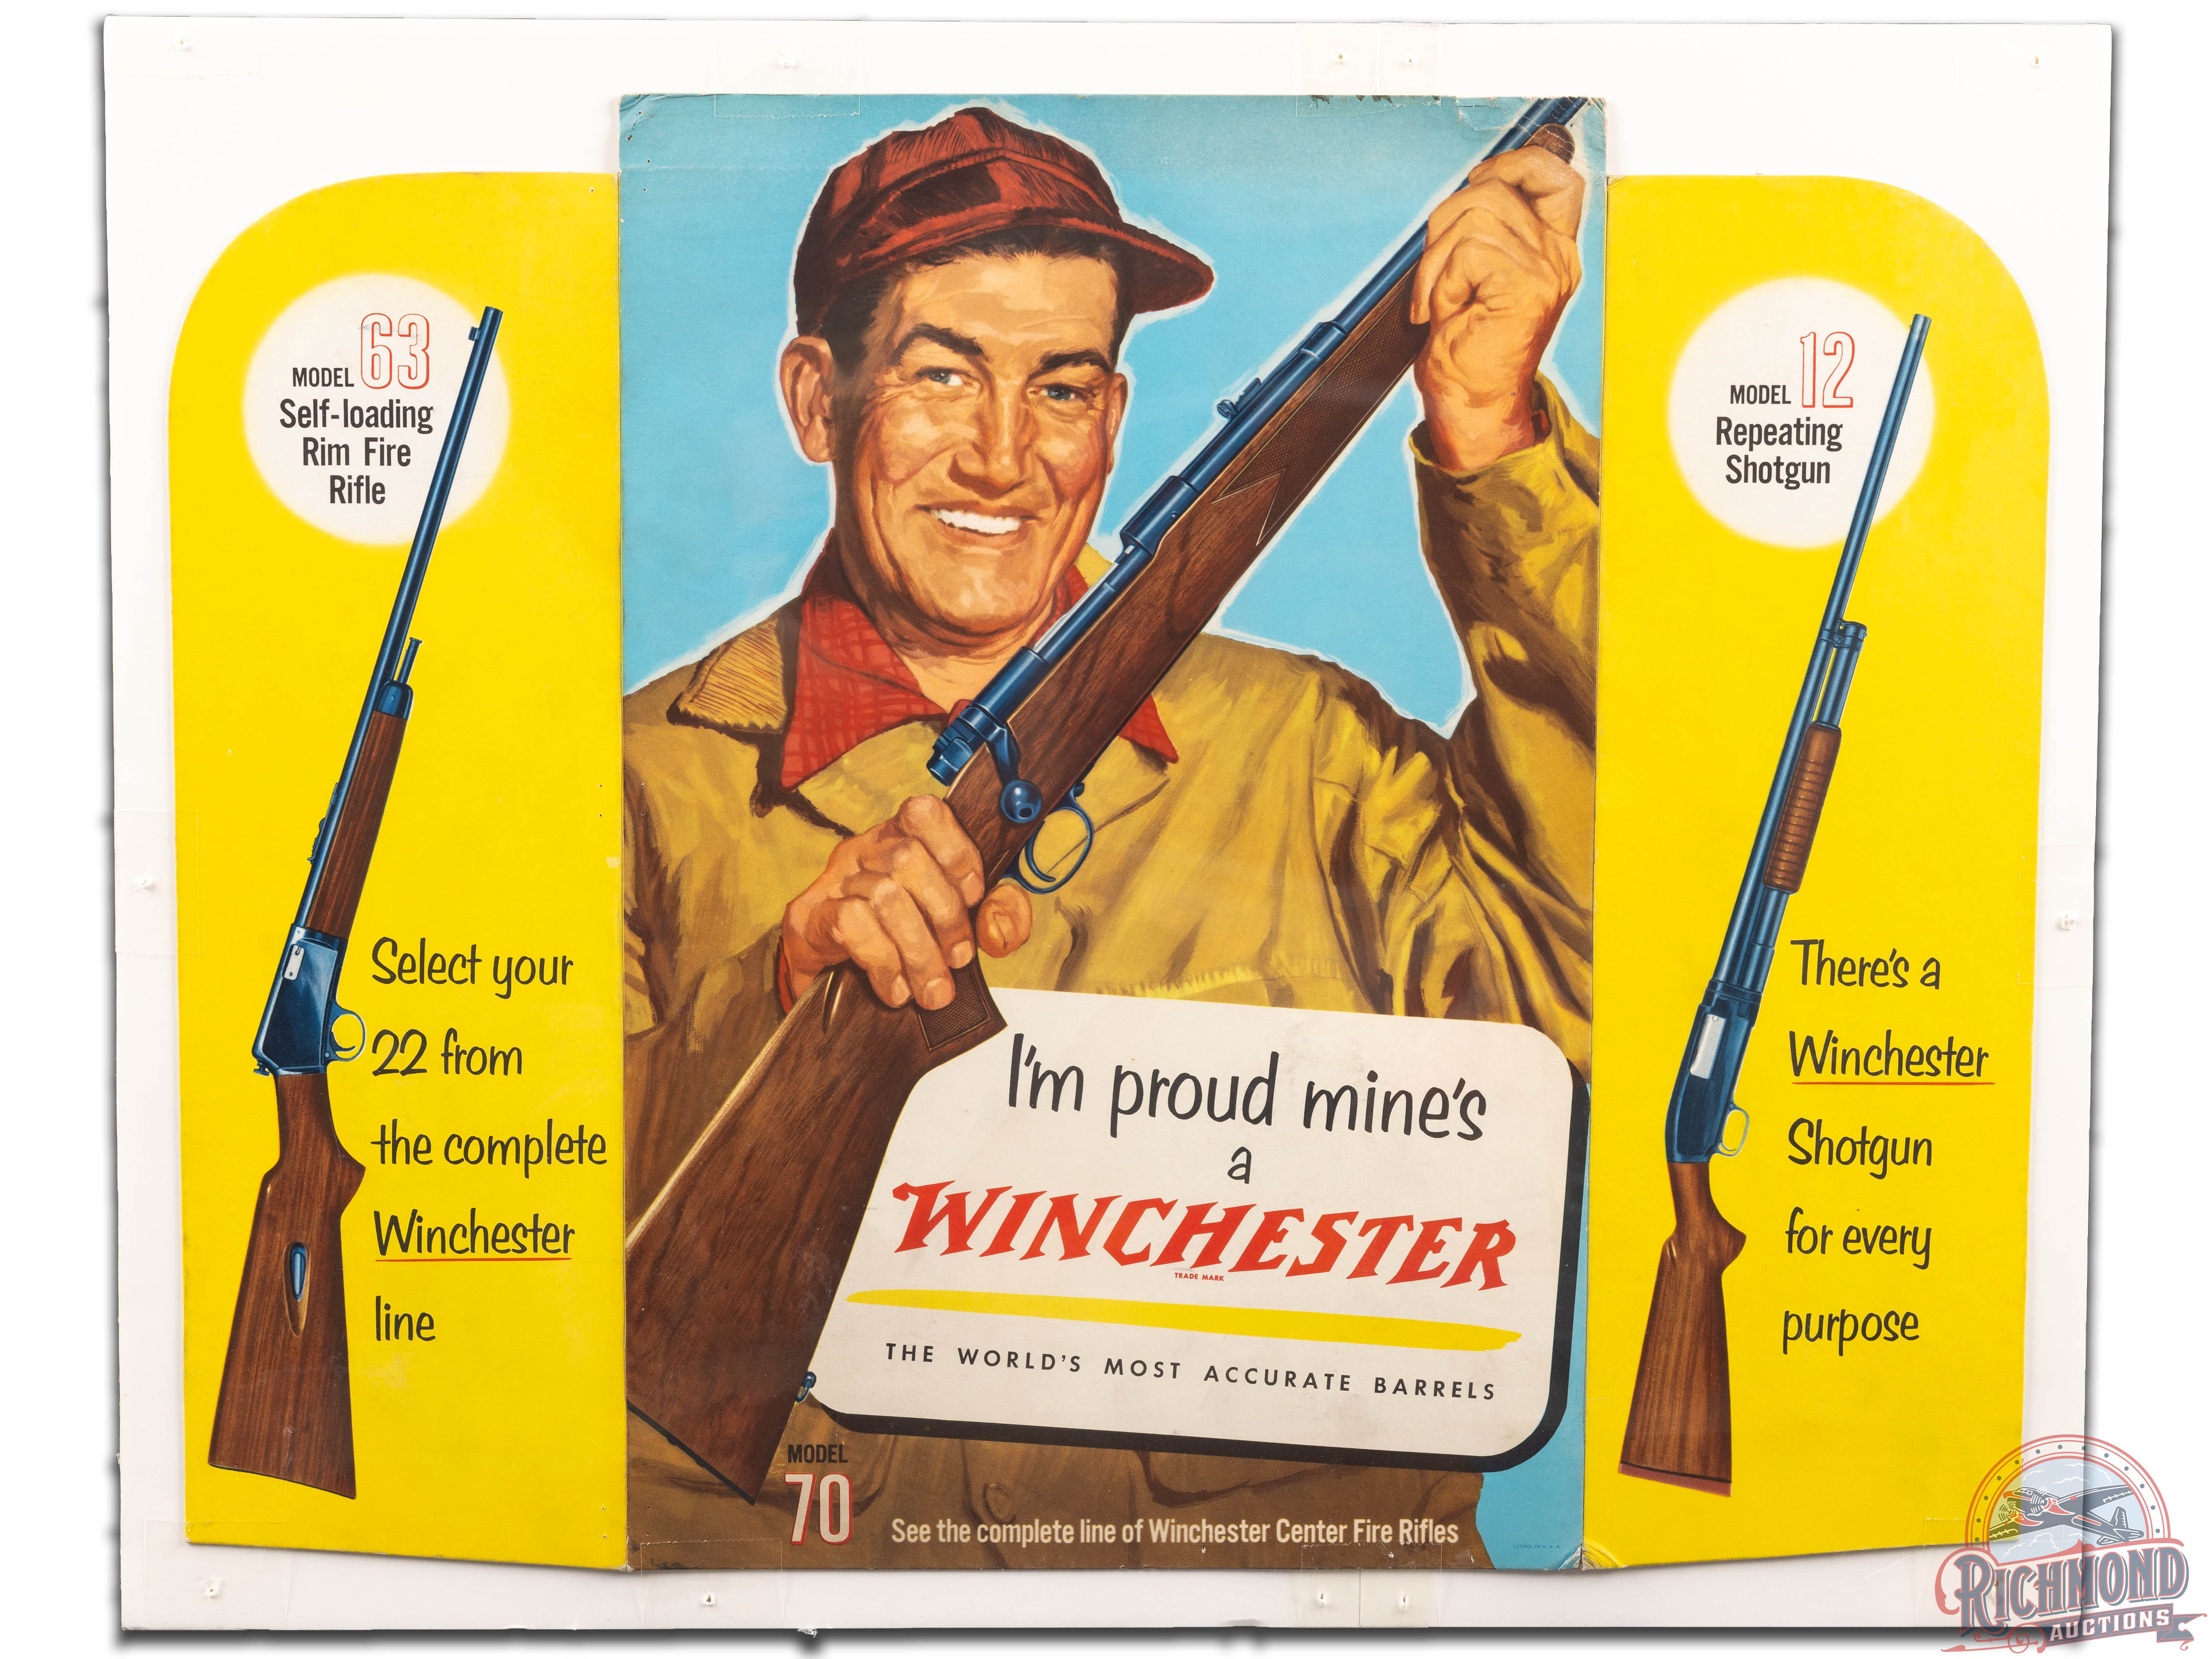 MODEL 63
Self-loading
Rim Fire
Rifle
Select your
22 from
the complete
Winchester
line
I'm proud mine's
a
WINCHESTER
TRADE MARK
THE WORLD'S MOST ACCURATE BARRELS
MODEL
70
See the complete line of Winchester Center Fire Rifles
MODEL 12
Repeating
Shotgun
There's a
Winchester
Shotgun
for every
purpose
RICHMOND
AUCTIONS